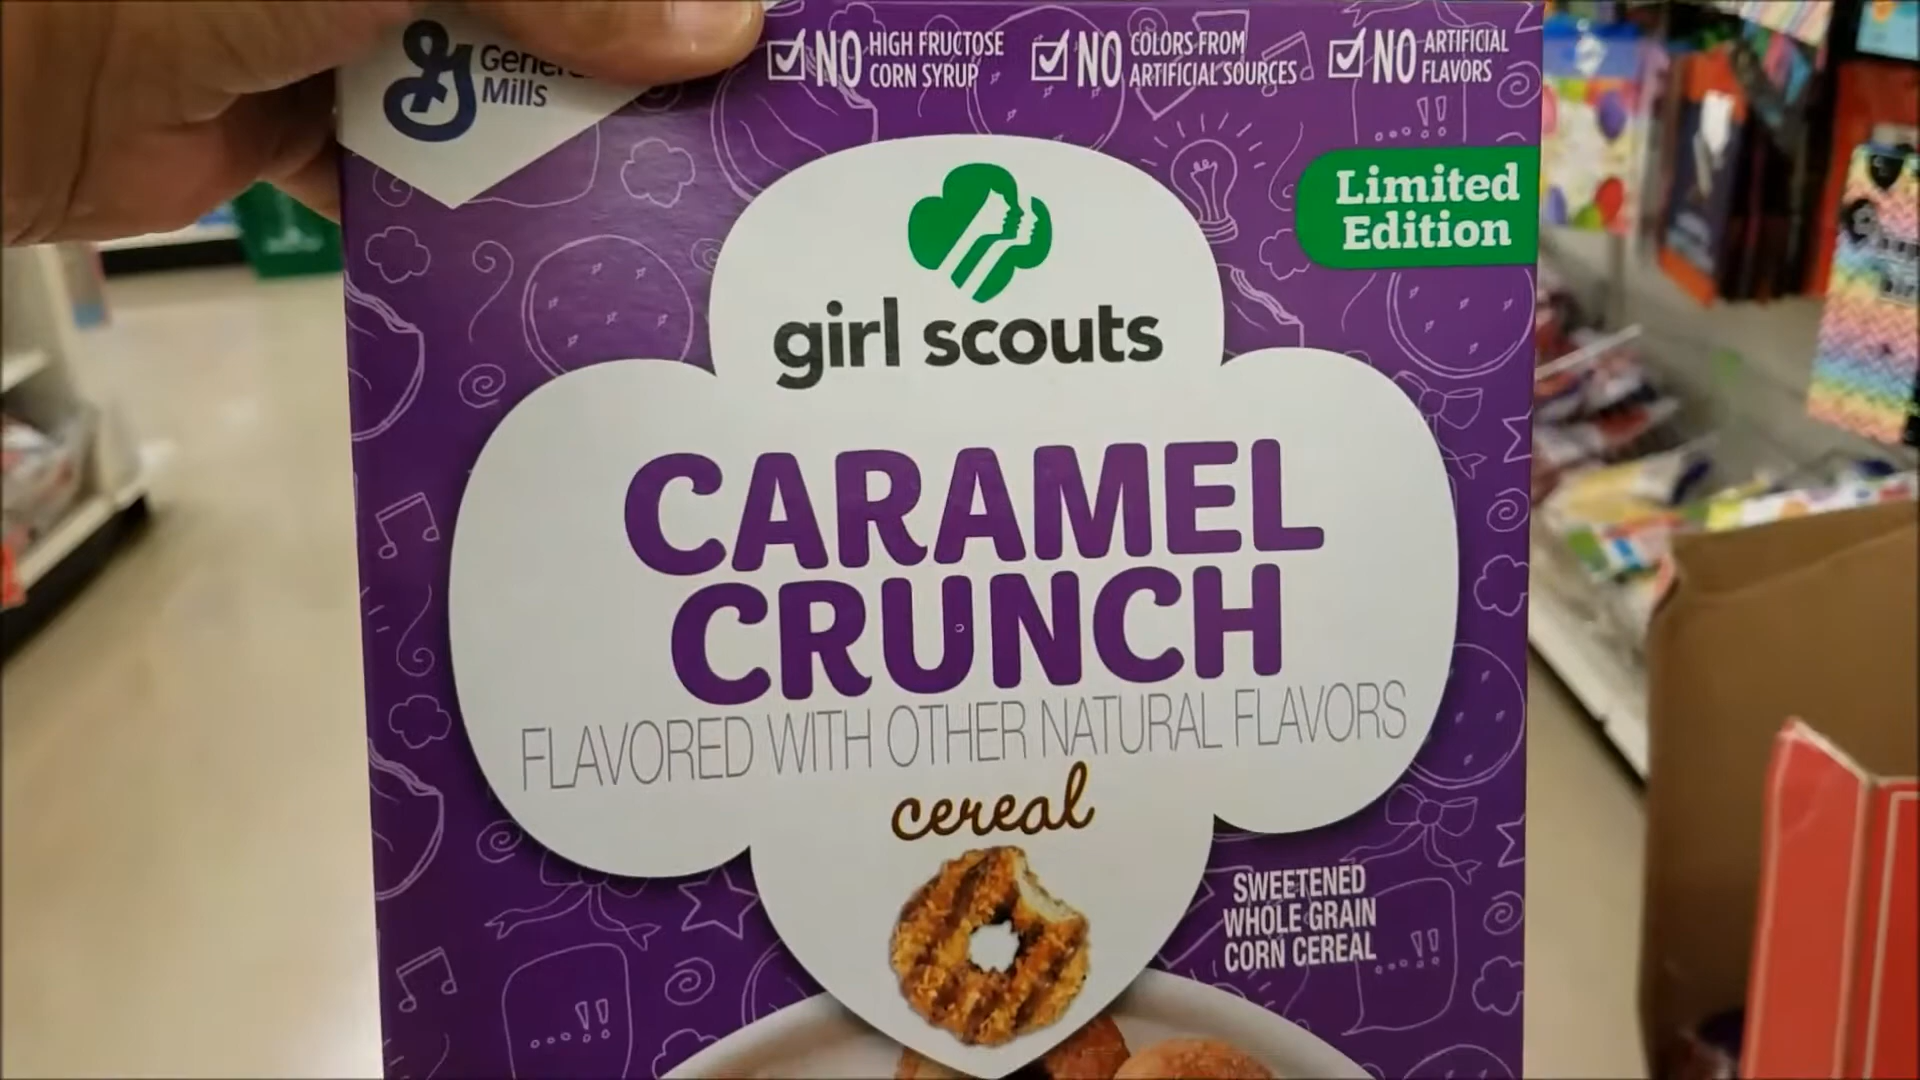 General
Mills
NO HIGH FRUCTOSE
CORN SYRUP
NO COLORS FROM
ARTIFICIAL SOURCES
NO ARTIFICIAL
FLAVORS
Limited
Edition
girl scouts
CARAMEL
CRUNCH
FLAVORED WITH OTHER NATURAL FLAVORS
cereal
SWEETENED
WHOLE GRAIN
CORN CEREAL
...!!
...!!
...!!